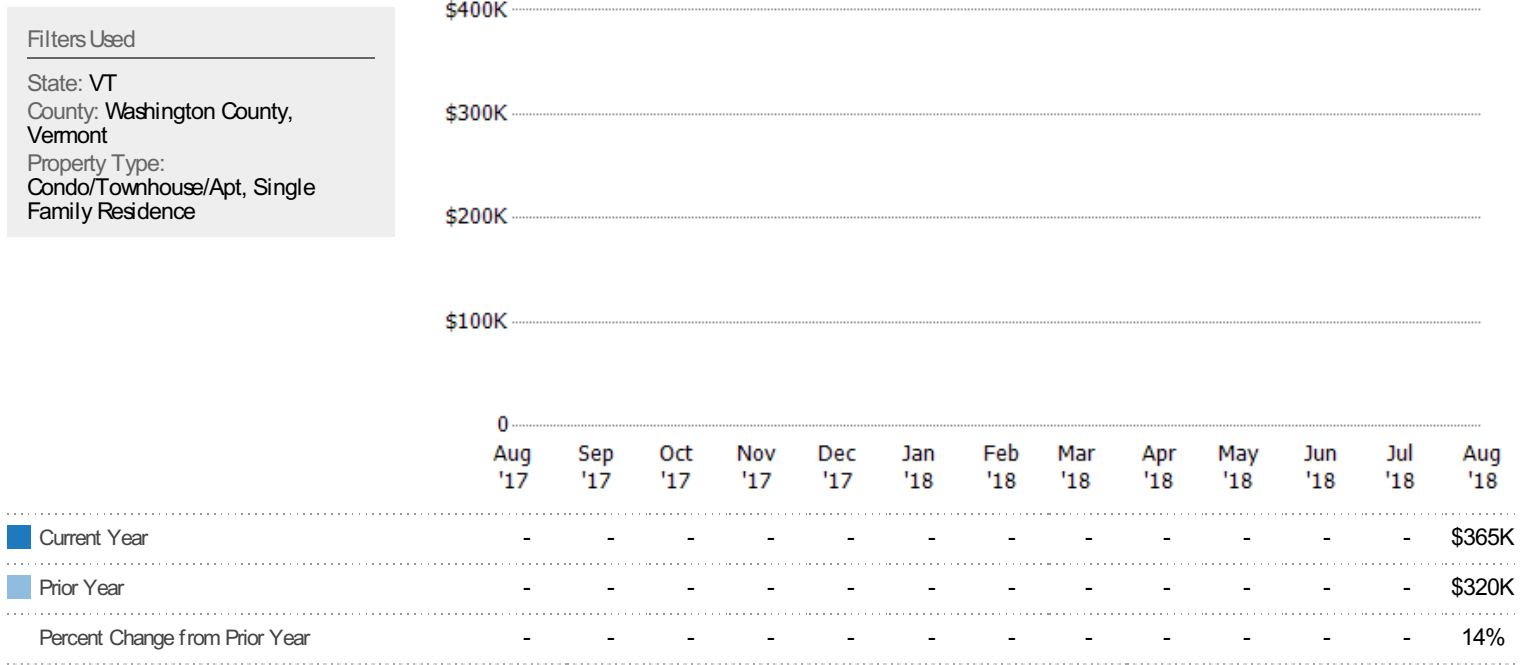 Filters Used
State: VT
County: Washington County,
Vermont
Property Type:
Condo/Townhouse/Apt, Single
Family Residence
$400K
$300K
$200K
$100K
0
Aug Sep Oct Nov Dec Jan Feb Mar Apr May Jun Jul Aug
'17 '17 '17 '17 '17 '18 '18 '18 '18 '18 '18 '18 '18
Current Year - - - - - - - - - - - - $365K
Prior Year - - - - - - - - - - - - $320K
Percent Change from Prior Year - - - - - - - - - - - - 14%